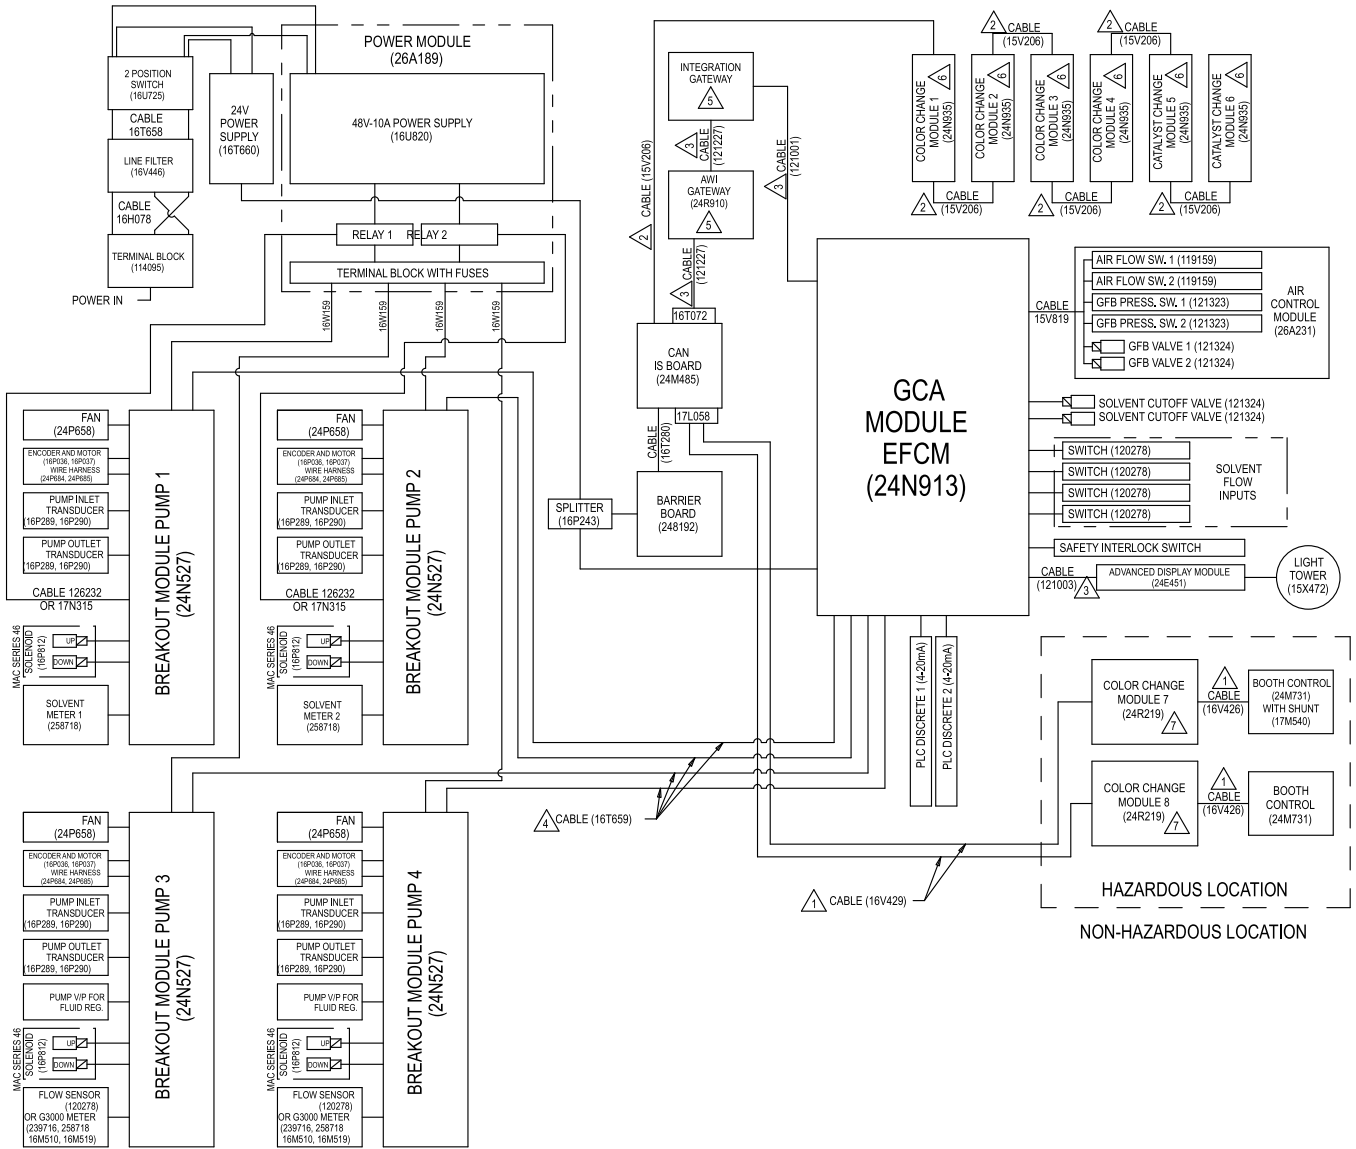 POWER MODULE
(26A189)
2 POSITION
SWITCH
(16U725)
CABLE
16T658
LINE FILTER
(16V446)
CABLE
16H078
TERMINAL BLOCK
(114095)
POWER IN
24V
POWER
SUPPLY
(16T660)
48V-10A POWER SUPPLY
(16U820)
RELAY 1
RELAY 2
TERMINAL BLOCK WITH FUSES
16W159
16W159
16W159
16W159
INTEGRATION
GATEWAY
5
3
CABLE
(121227)
AWI
GATEWAY
(24R910)
5
3
CABLE
(121227)
2
CABLE (15V206)
3
CABLE
(121001)
16T072
CAN
IS BOARD
(24M485)
17L058
CABLE
(16T280)
BARRIER
BOARD
(248192)
SPLITTER
(16P243)
2
CABLE
(15V206)
2
CABLE
(15V206)
COLOR CHANGE
MODULE 1
(24N935)
6
COLOR CHANGE
MODULE 2
(24N935)
6
COLOR CHANGE
MODULE 3
(24N935)
6
COLOR CHANGE
MODULE 4
(24N935)
6
CATALYST CHANGE
MODULE 5
(24N935)
6
CATALYST CHANGE
MODULE 6
(24N935)
6
2
CABLE
(15V206)
2
CABLE
(15V206)
2
CABLE
(15V206)
GCA
MODULE
EFCM
(24N913)
CABLE
15V819
AIR FLOW SW. 1 (119159)
AIR FLOW SW. 2 (119159)
GFB PRESS. SW. 1 (121323)
GFB PRESS. SW. 2 (121323)
GFB VALVE 1 (121324)
GFB VALVE 2 (121324)
AIR
CONTROL
MODULE
(26A231)
SOLVENT CUTOFF VALVE (121324)
SOLVENT CUTOFF VALVE (121324)
SWITCH (120278)
SWITCH (120278)
SWITCH (120278)
SWITCH (120278)
SOLVENT
FLOW
INPUTS
SAFETY INTERLOCK SWITCH
CABLE
(121003)
3
ADVANCED DISPLAY MODULE
(24E451)
LIGHT
TOWER
(15X472)
PLC DISCRETE 1 (4-20mA)
PLC DISCRETE 2 (4-20mA)
COLOR CHANGE
MODULE 7
(24R219)
7
1
CABLE
(16V426)
BOOTH CONTROL
(24M731)
WITH SHUNT
(17M540)
COLOR CHANGE
MODULE 8
(24R219)
7
1
CABLE
(16V426)
BOOTH
CONTROL
(24M731)
HAZARDOUS LOCATION
NON-HAZARDOUS LOCATION
4
CABLE (16T659)
1
CABLE (16V429)
FAN
(24P658)
ENCODER AND MOTOR
(16P036, 16P037)
WIRE HARNESS
(24P684, 24P685)
PUMP INLET
TRANSDUCER
(16P289, 16P290)
PUMP OUTLET
TRANSDUCER
(16P289, 16P290)
CABLE 126232
OR 17N315
MAC SERIES 46
SOLENOID
(16P812)
UP
DOWN
SOLVENT
METER 1
(258718)
BREAKOUT MODULE PUMP 1
(24N527)
FAN
(24P658)
ENCODER AND MOTOR
(16P036, 16P037)
WIRE HARNESS
(24P684, 24P685)
PUMP INLET
TRANSDUCER
(16P289, 16P290)
PUMP OUTLET
TRANSDUCER
(16P289, 16P290)
CABLE 126232
OR 17N315
MAC SERIES 46
SOLENOID
(16P812)
UP
DOWN
SOLVENT
METER 2
(258718)
BREAKOUT MODULE PUMP 2
(24N527)
FAN
(24P658)
ENCODER AND MOTOR
(16P036, 16P037)
WIRE HARNESS
(24P684, 24P685)
PUMP INLET
TRANSDUCER
(16P289, 16P290)
PUMP OUTLET
TRANSDUCER
(16P289, 16P290)
PUMP V/P FOR
FLUID REG.
MAC SERIES 46
SOLENOID
(16P812)
UP
DOWN
FLOW SENSOR
(120278)
OR G3000 METER
(239716, 258718
16M510, 16M519)
BREAKOUT MODULE PUMP 3
(24N527)
FAN
(24P658)
ENCODER AND MOTOR
(16P036, 16P037)
WIRE HARNESS
(24P684, 24P685)
PUMP INLET
TRANSDUCER
(16P289, 16P290)
PUMP OUTLET
TRANSDUCER
(16P289, 16P290)
PUMP V/P FOR
FLUID REG.
MAC SERIES 46
SOLENOID
(16P812)
UP
DOWN
FLOW SENSOR
(120278)
OR G3000 METER
(239716, 258718
16M510, 16M519)
BREAKOUT MODULE PUMP 4
(24N527)